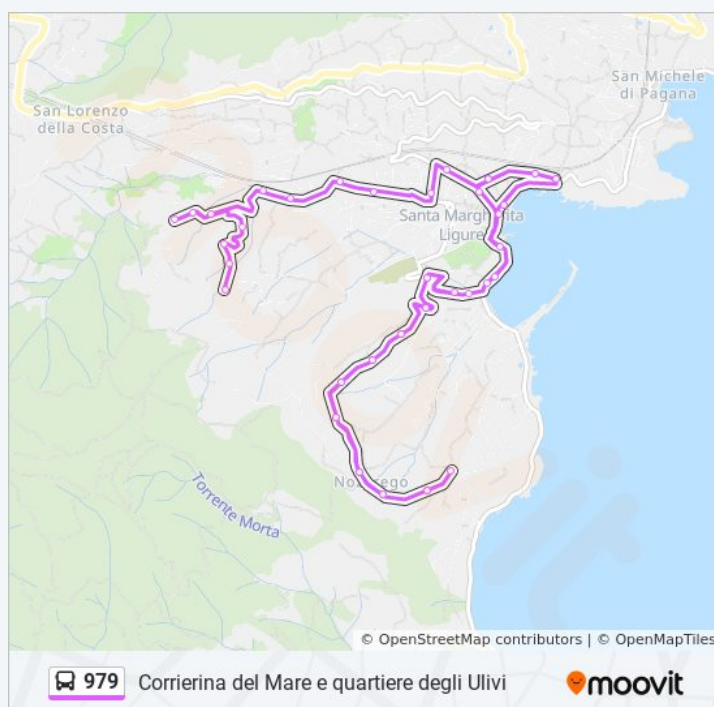 San Michele
di Pagana
San Lorenzo
della Costa
Santa Margherita
Ligure
Nozarego
Torrente Morta
© OpenStreetMap contributors | © OpenMapTiles
979 Corrierina del Mare e quartiere degli Ulivi
moovit